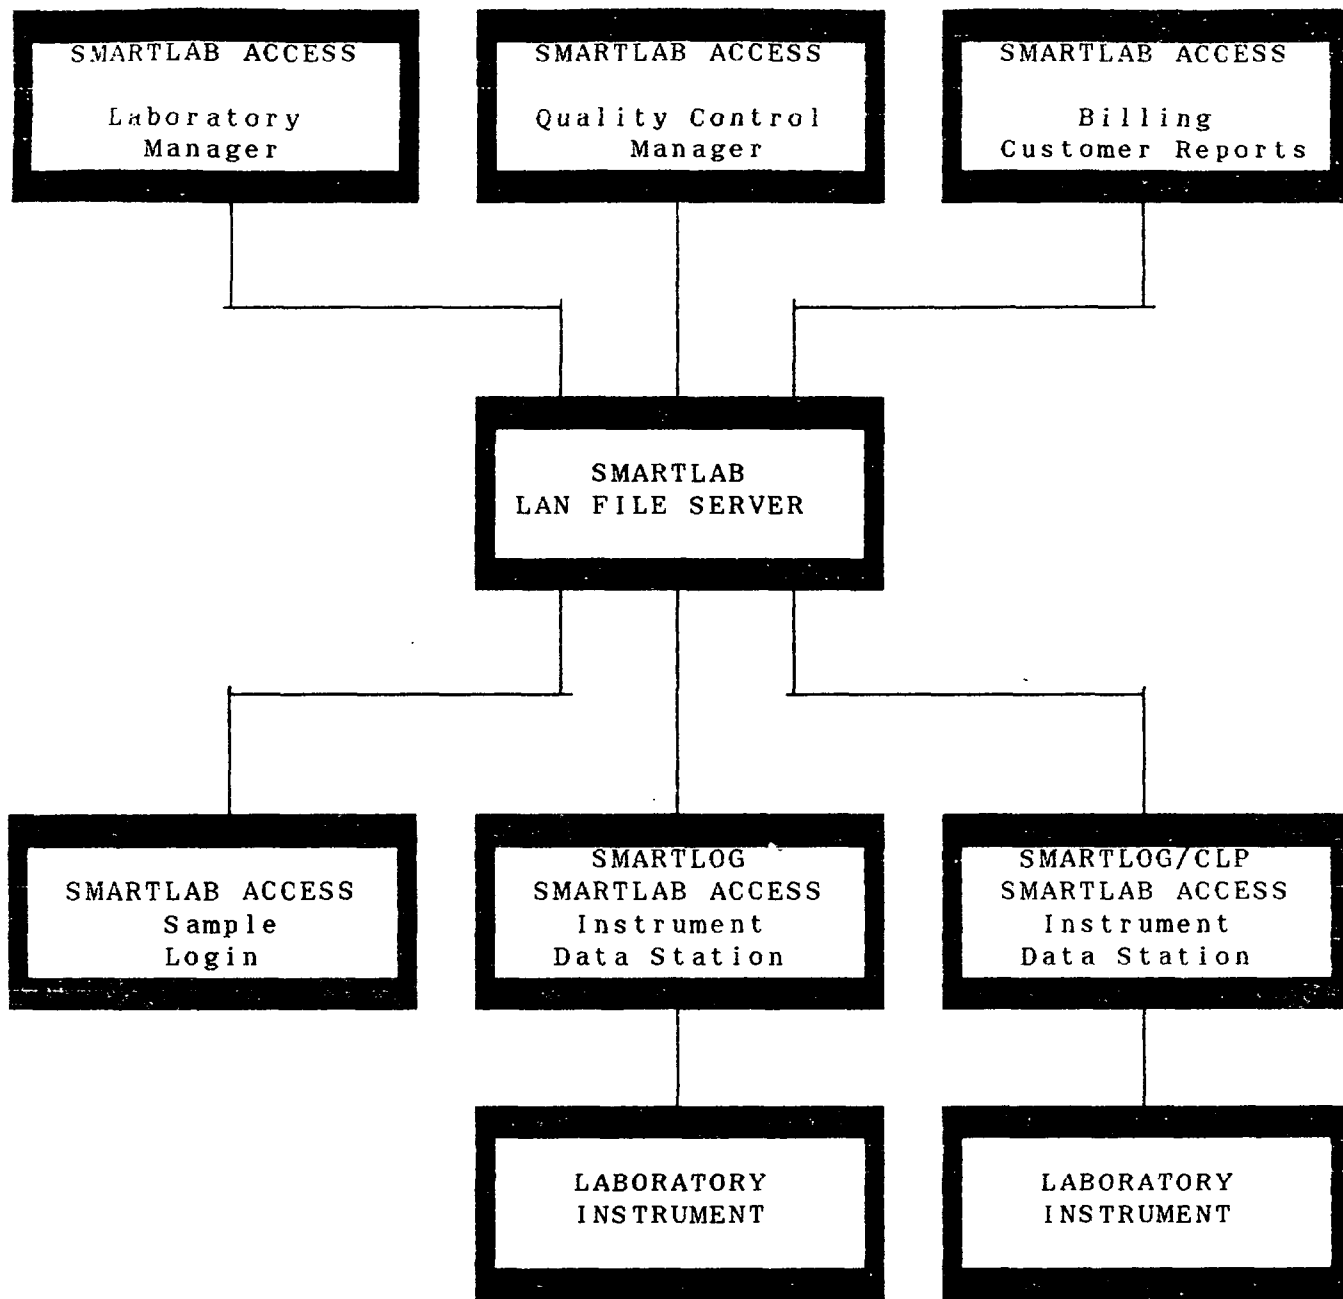 SMARTLAB ACCESS
Laboratory
Manager
SMARTLAB ACCESS
Quality Control
Manager
SMARTLAB ACCESS
Billing
Customer Reports
SMARTLAB
LAN FILE SERVER
SMARTLAB ACCESS
Sample
Login
SMARTLOG
SMARTLAB ACCESS
Instrument
Data Station
SMARTLOG/CLP
SMARTLAB ACCESS
Instrument
Data Station
LABORATORY
INSTRUMENT
LABORATORY
INSTRUMENT